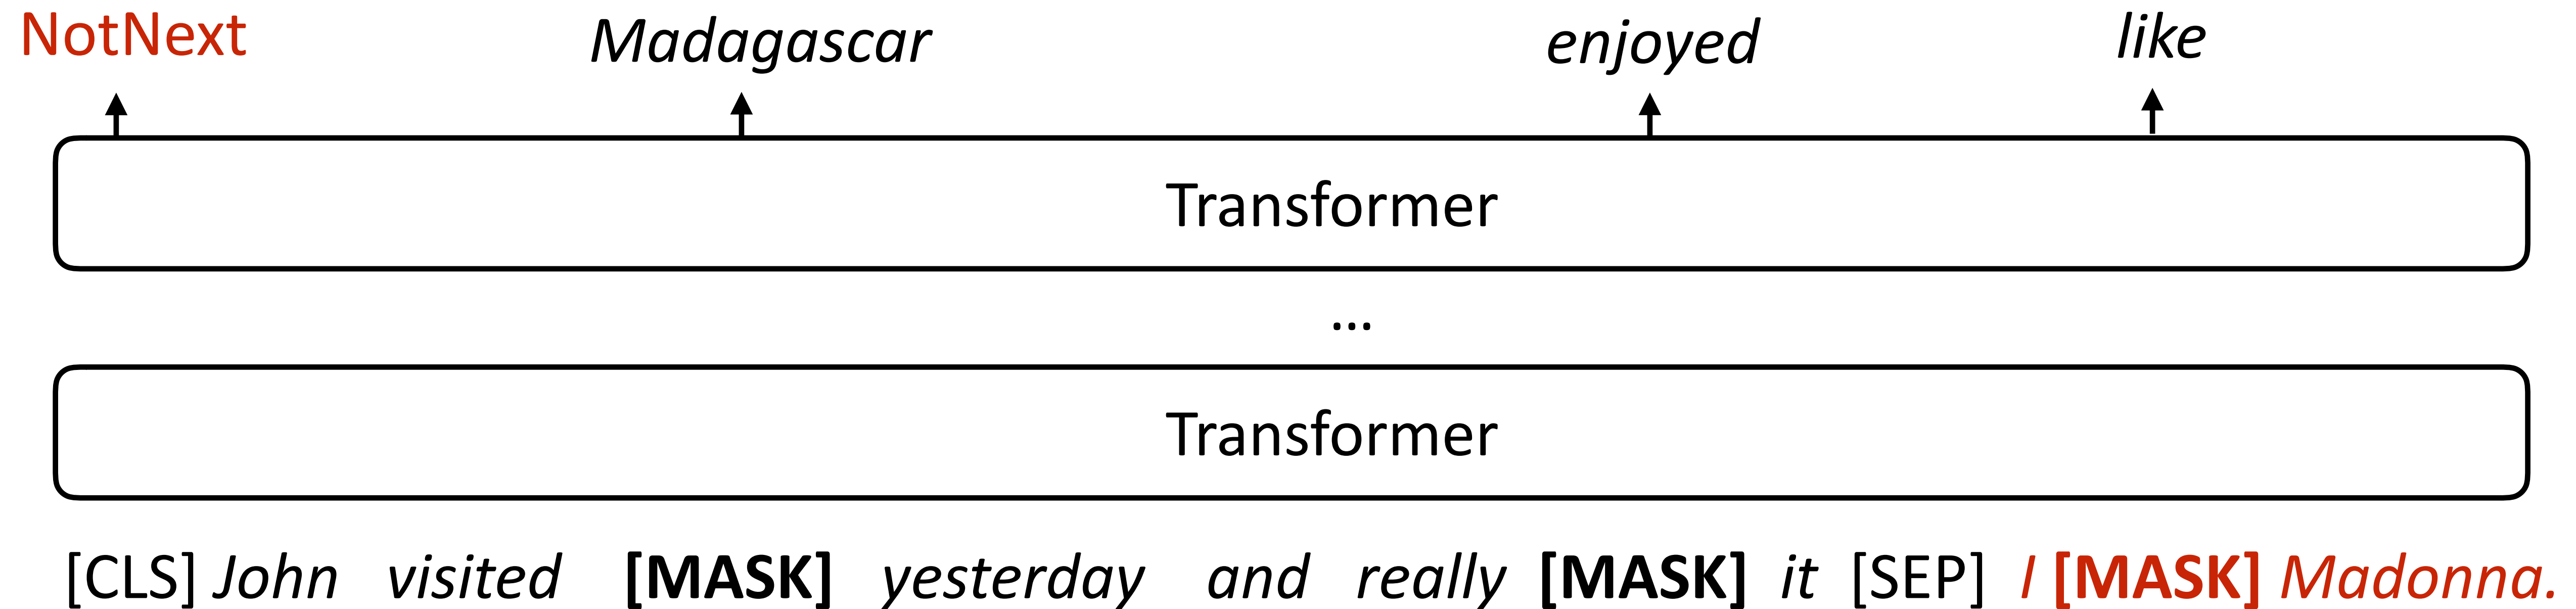 NotNext Madagascar enjoyed like
Transformer
...
Transformer
[CLS] John visited [MASK] yesterday and really [MASK] it [SEP] I [MASK] Madonna.